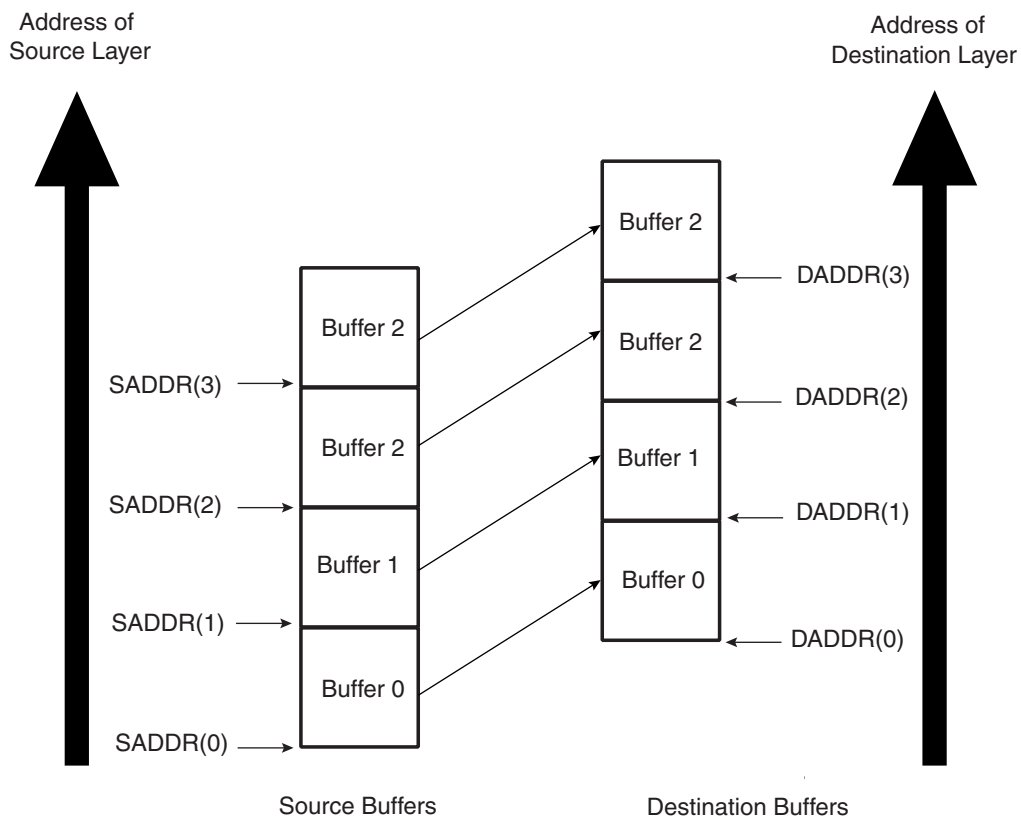 Address of
Source Layer
Address of
Destination Layer
Buffer 2
DADDR(3)
Buffer 2
Buffer 2
SADDR(3)
DADDR(2)
Buffer 2
Buffer 1
SADDR(2)
DADDR(1)
Buffer 1
Buffer 0
SADDR(1)
DADDR(0)
Buffer 0
SADDR(0)
Source Buffers
Destination Buffers